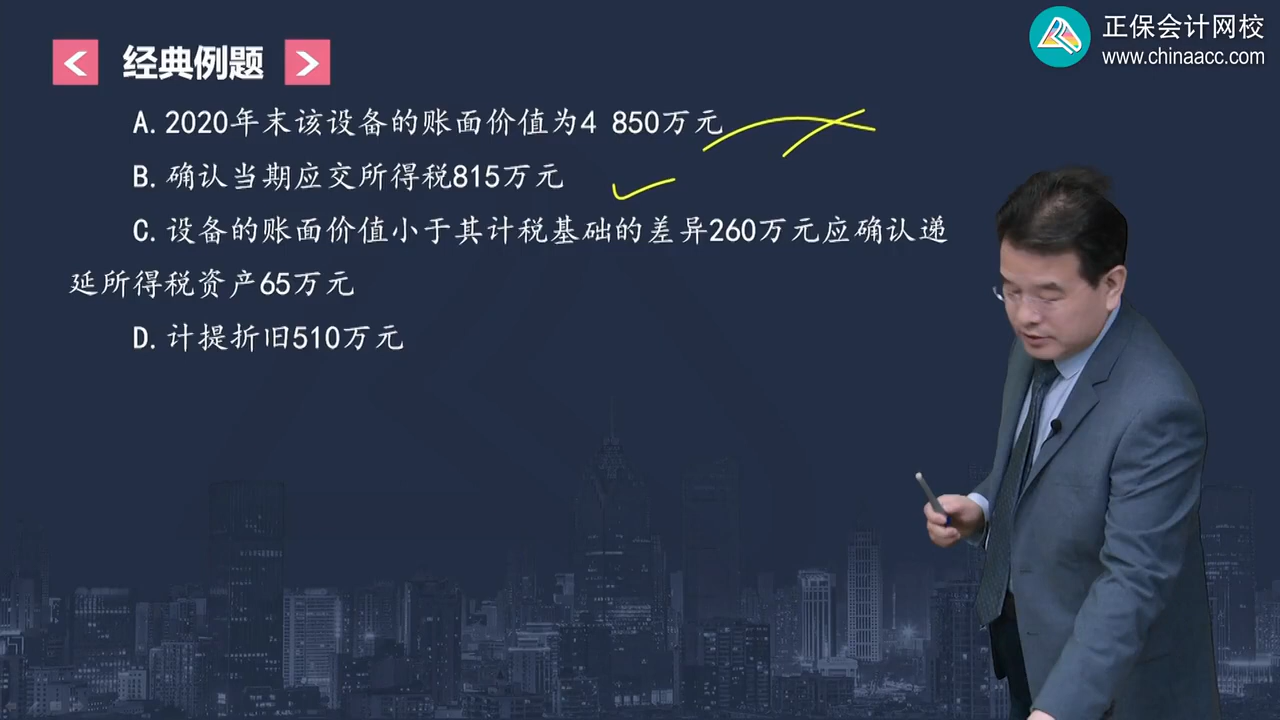 正保会计网校
www.chinaacc.com
经典例题
A.2020年末该设备的账面价值为4 850万元
B.确认当期应交所得税815万元
C.设备的账面价值小于其计税基础的差异260万元应确认递
延所得税资产65万元
D.计提折旧510万元